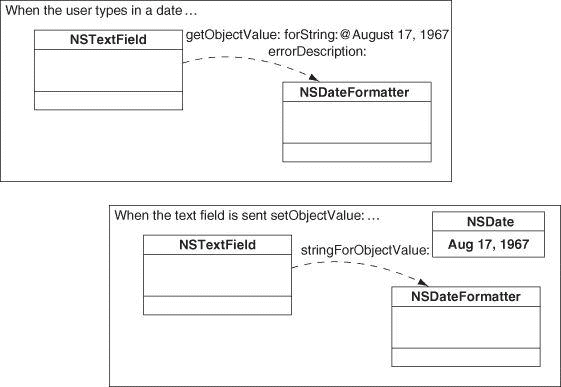 When the user types in a date …
NSTextField
getObjectValue: forString:@August 17, 1967
errorDescription:
NSDateFormatter
When the text field is sent setObjectValue: …
NSDate
Aug 17, 1967
NSTextField
stringForObjectValue:
NSDateFormatter